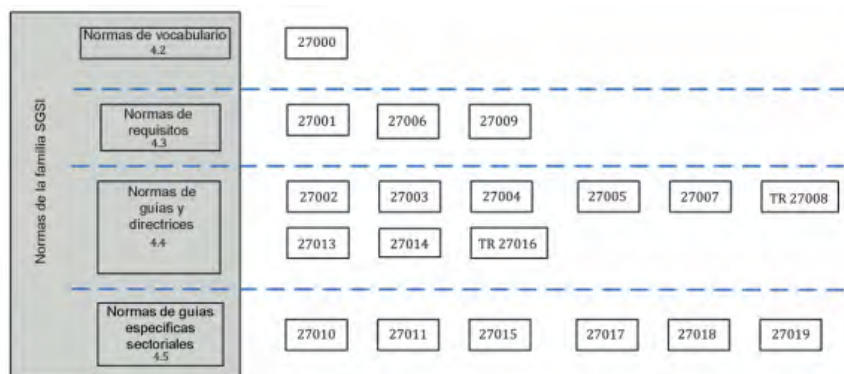 Normas de la familia SGSI
Normas de vocabulario
4.2
27000
Normas de
requisitos
4.3
27001 27006 27009
Normas de
guías y
directrices
4.4
27002 27003 27004 27005 27007 TR 27008
27013 27014 TR 27016
Normas de guías
especificas
sectoriales
4.5
27010 27011 27015 27017 27018 27019